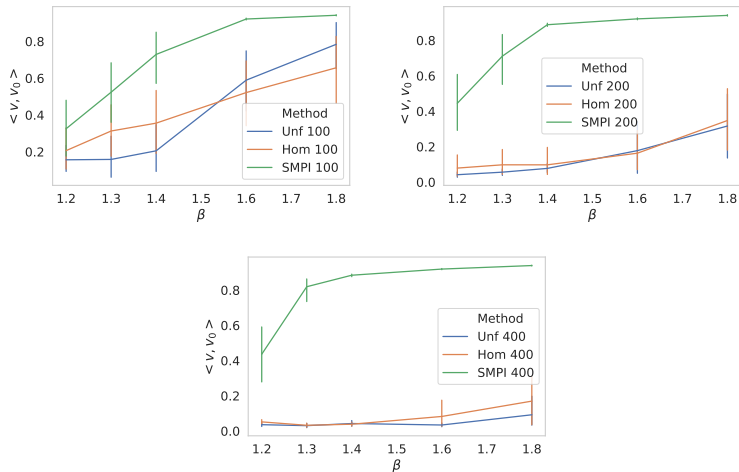 0.8
0.6
0.4
0.2
< v, v₀ >
1.2
1.3
1.4
1.5
1.6
1.7
1.8
β
Method
Unf 100
Hom 100
SMPI 100
0.8
0.6
0.4
0.2
0.0
< v, v₀ >
1.2
1.3
1.4
1.5
1.6
1.7
1.8
β
Method
Unf 200
Hom 200
SMPI 200
0.8
0.6
0.4
0.2
0.0
< v, v₀ >
1.2
1.3
1.4
1.5
1.6
1.7
1.8
β
Method
Unf 400
Hom 400
SMPI 400